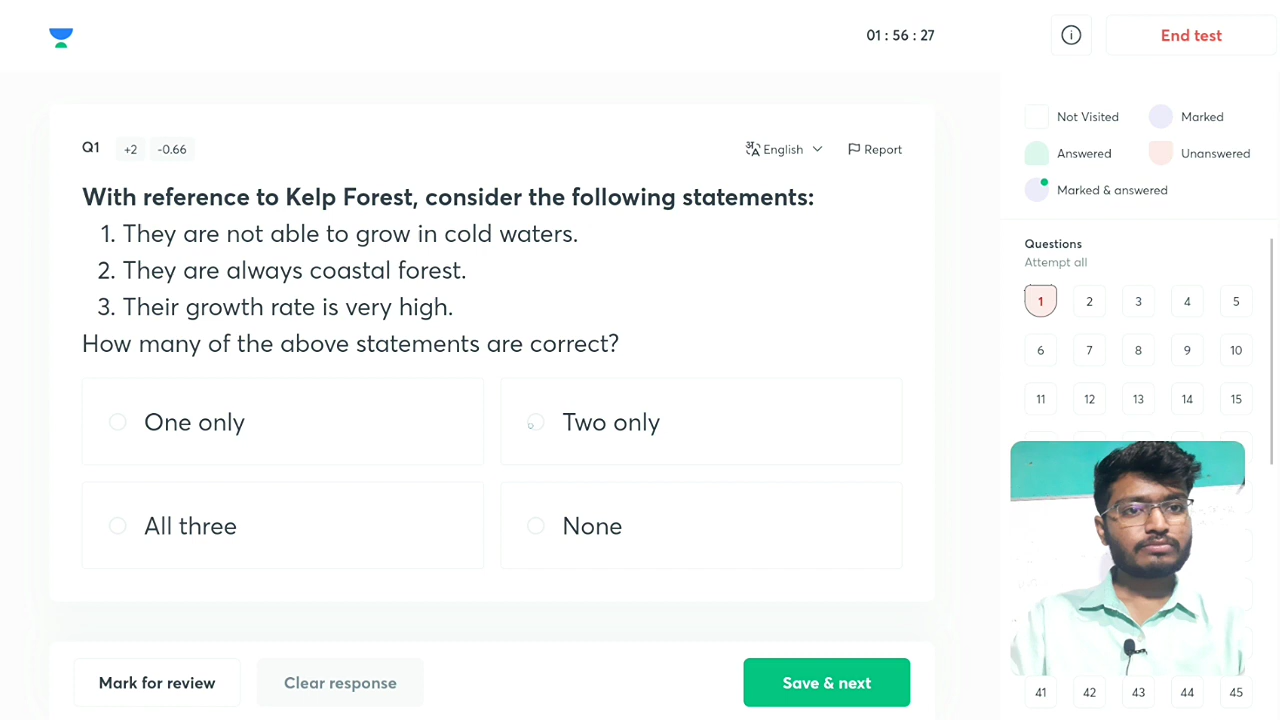 01 : 56 : 27
End test
Q1
+2
-0.66
English
Report
With reference to Kelp Forest, consider the following statements:
1. They are not able to grow in cold waters.
2. They are always coastal forest.
3. Their growth rate is very high.
How many of the above statements are correct?
One only
Two only
All three
None
Mark for review
Clear response
Save & next
Not Visited
Marked
Answered
Unanswered
Marked & answered
Questions
Attempt all
1 2 3 4 5
6 7 8 9 10
11 12 13 14 15
41 42 43 44 45